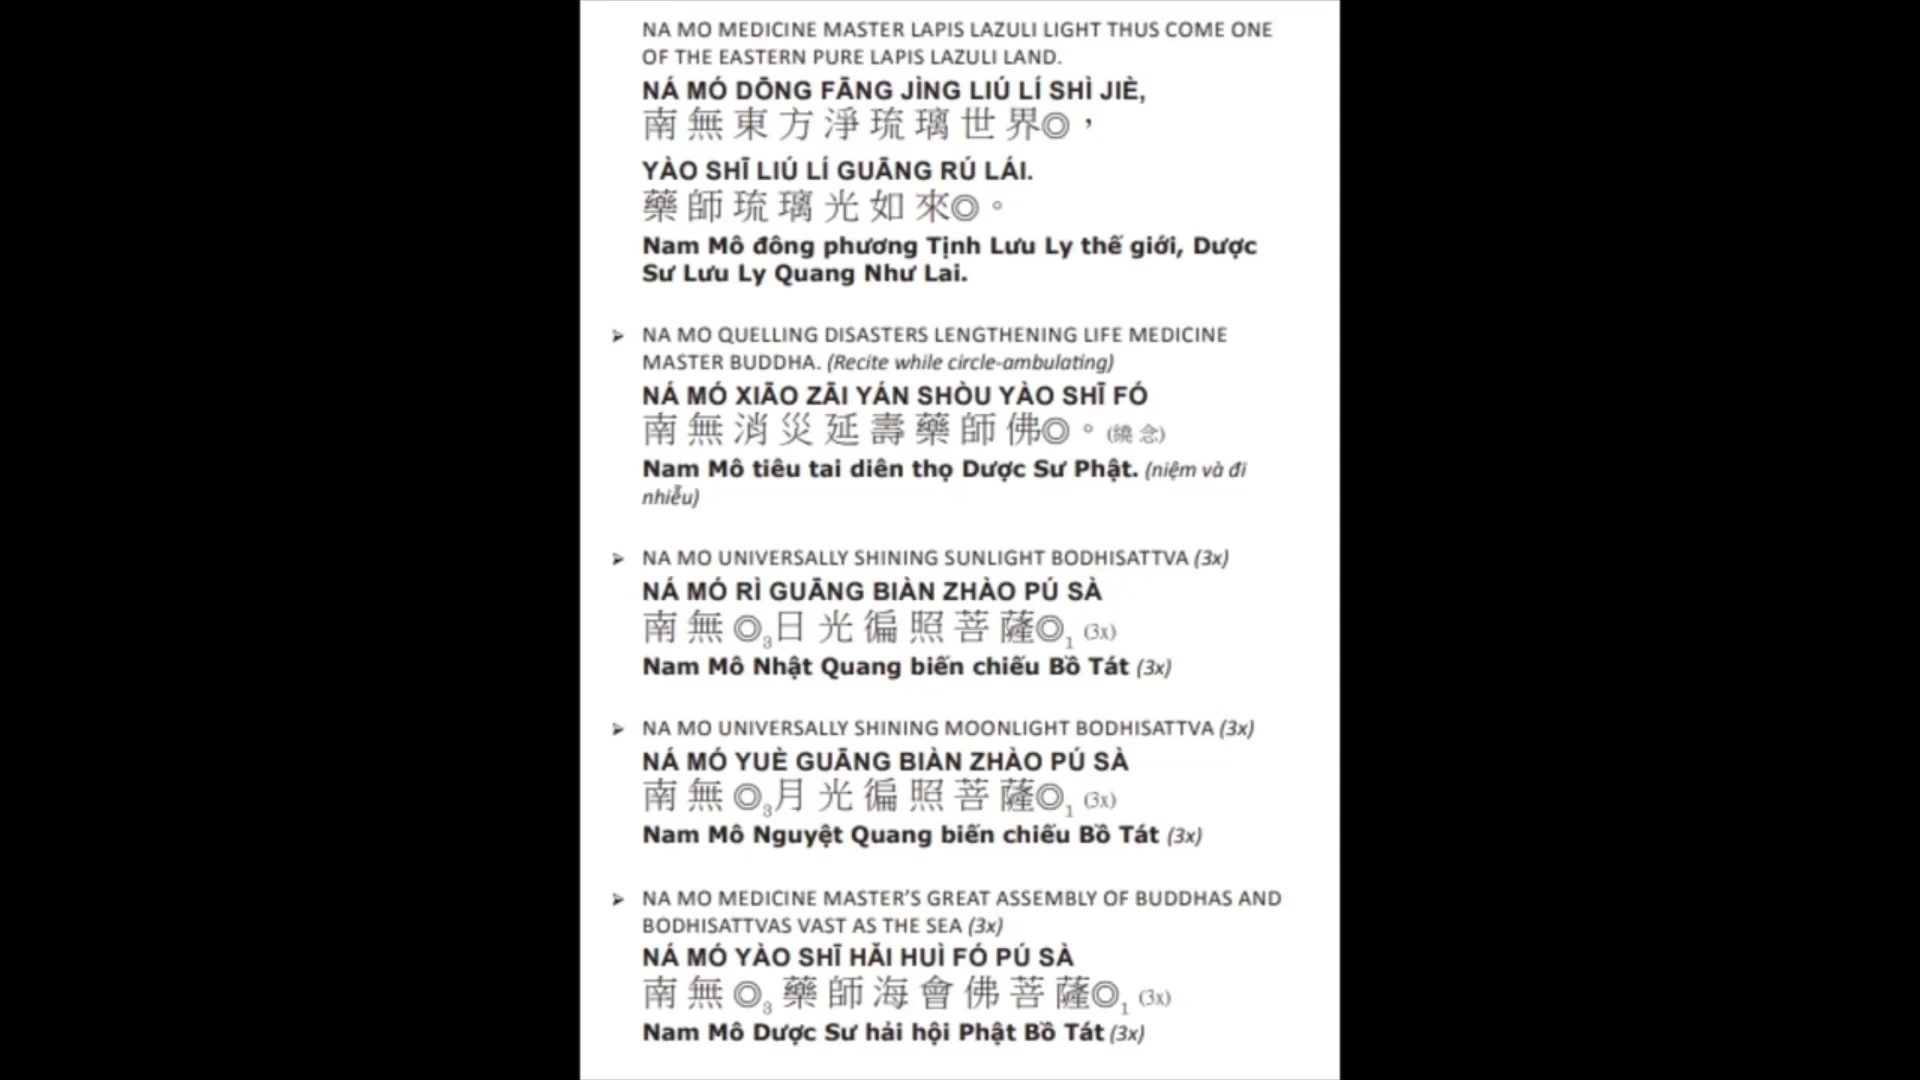 NA MO MEDICINE MASTER LAPIS LAZULI LIGHT THUS COME ONE
OF THE EASTERN PURE LAPIS LAZULI LAND.
NÁ MÓ DŌNG FĀNG JÌNG LIÚ LÍ SHÌ JIÈ,
南無東方淨琉璃世界◎，
YÀO SHĪ LIÚ LÍ GUĀNG RÚ LÁI.
藥師琉璃光如來◎。
Nam Mô đông phương Tịnh Lưu Ly thế giới, Dược
Sư Lưu Ly Quang Như Lai.
➢ NA MO QUELLING DISASTERS LENGTHENING LIFE MEDICINE
MASTER BUDDHA. (Recite while circle-ambulating)
NÁ MÓ XIĀO ZĀI YÁN SHÒU YÀO SHĪ FÓ
南無消災延壽藥師佛◎。(繞念)
Nam Mô tiêu tai diên thọ Dược Sư Phật. (niệm và đi
nhiễu)
➢ NA MO UNIVERSALLY SHINING SUNLIGHT BODHISATTVA (3x)
NÁ MÓ RÌ GUĀNG BIÀN ZHÀO PÚ SÀ
南無◎3日光徧照菩薩◎1 (3x)
Nam Mô Nhật Quang biến chiếu Bồ Tát (3x)
➢ NA MO UNIVERSALLY SHINING MOONLIGHT BODHISATTVA (3x)
NÁ MÓ YUÈ GUĀNG BIÀN ZHÀO PÚ SÀ
南無◎3月光徧照菩薩◎1 (3x)
Nam Mô Nguyệt Quang biến chiếu Bồ Tát (3x)
➢ NA MO MEDICINE MASTER’S GREAT ASSEMBLY OF BUDDHAS AND
BODHISATTVAS VAST AS THE SEA (3x)
NÁ MÓ YÀO SHĪ HǍI HUÌ FÓ PÚ SÀ
南無◎3 藥師海會佛菩薩◎1 (3x)
Nam Mô Dược Sư hải hội Phật Bồ Tát (3x)